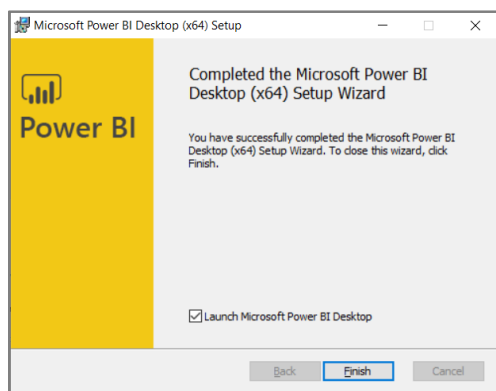 Microsoft Power BI Desktop (x64) Setup
Power BI
Completed the Microsoft Power BI
Desktop (x64) Setup Wizard
You have successfully completed the Microsoft Power BI
Desktop (x64) Setup Wizard. To close this wizard, click
Finish.
Launch Microsoft Power BI Desktop
Back Finish Cancel